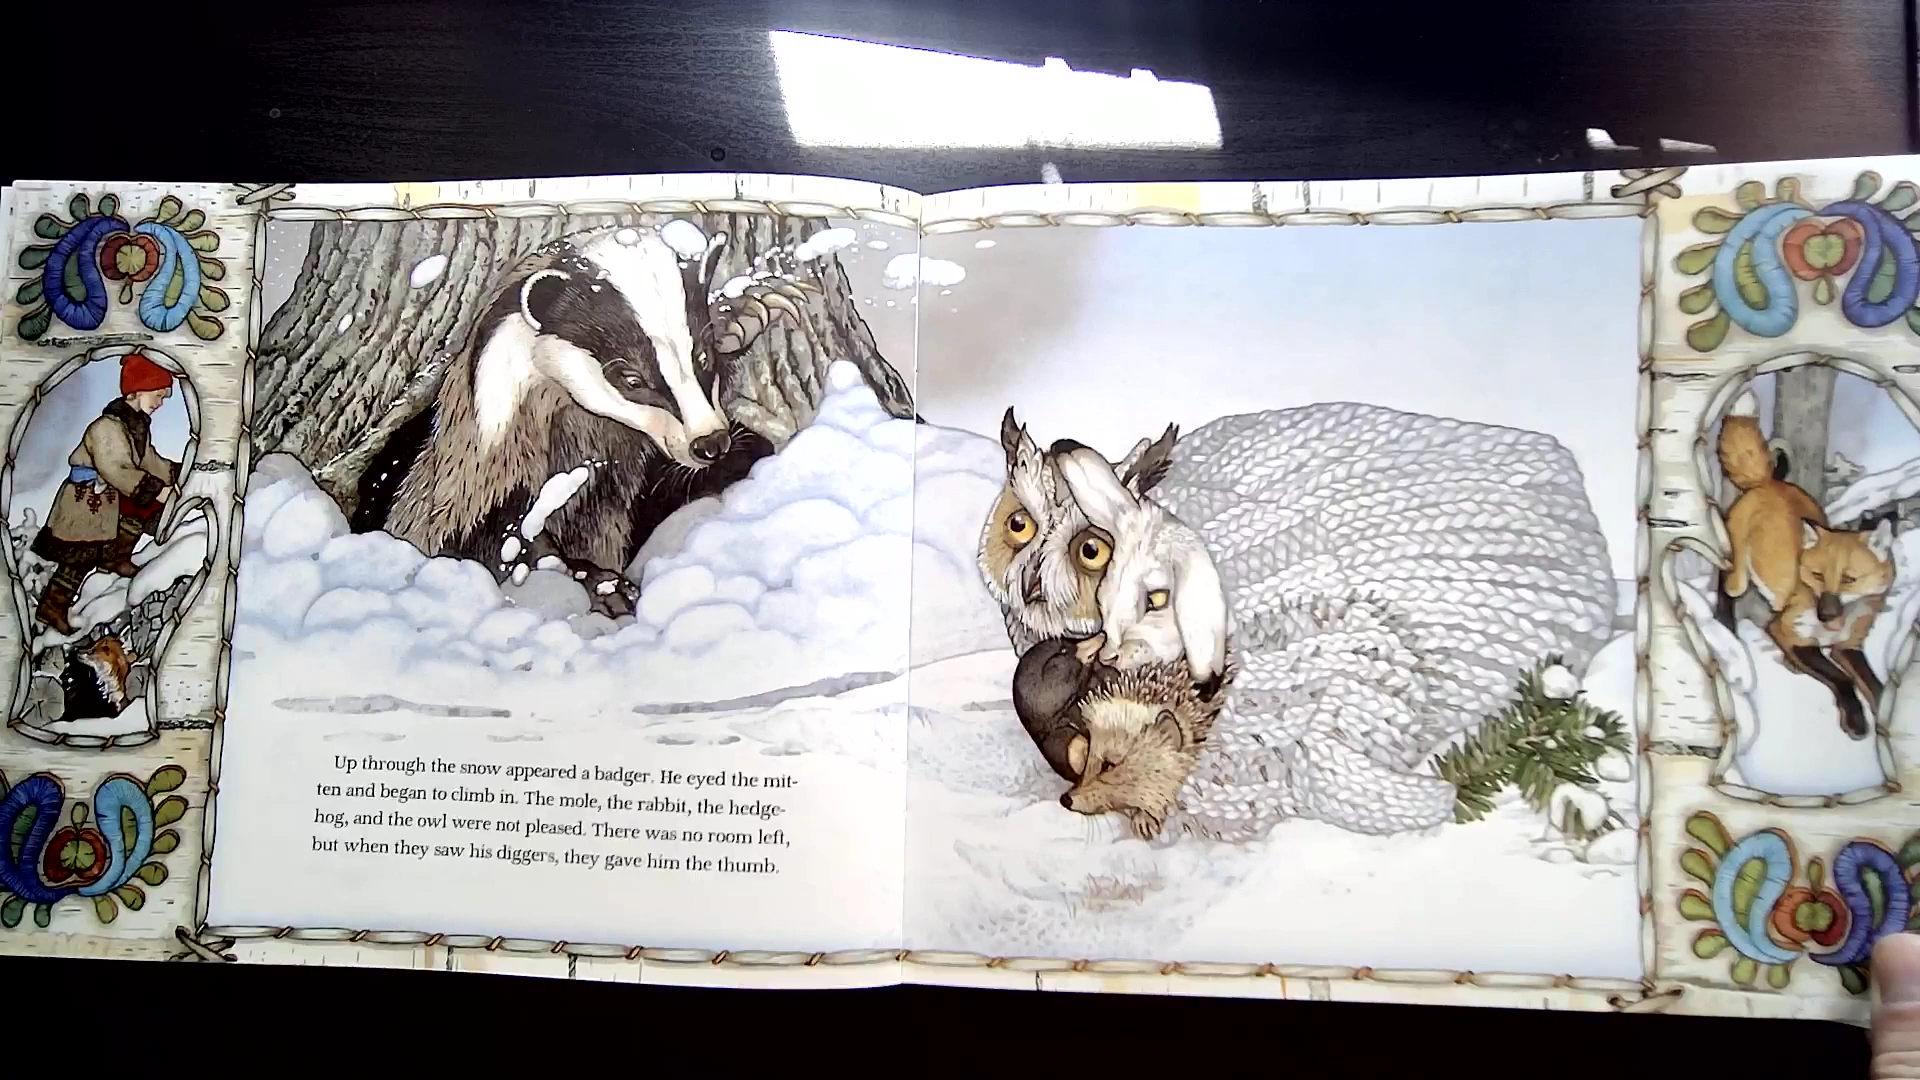 Up through the snow appeared a badger. He eyed the mit-
ten and began to climb in. The mole, the rabbit, the hedge-
hog, and the owl were not pleased. There was no room left,
but when they saw his diggers, they gave him the thumb.